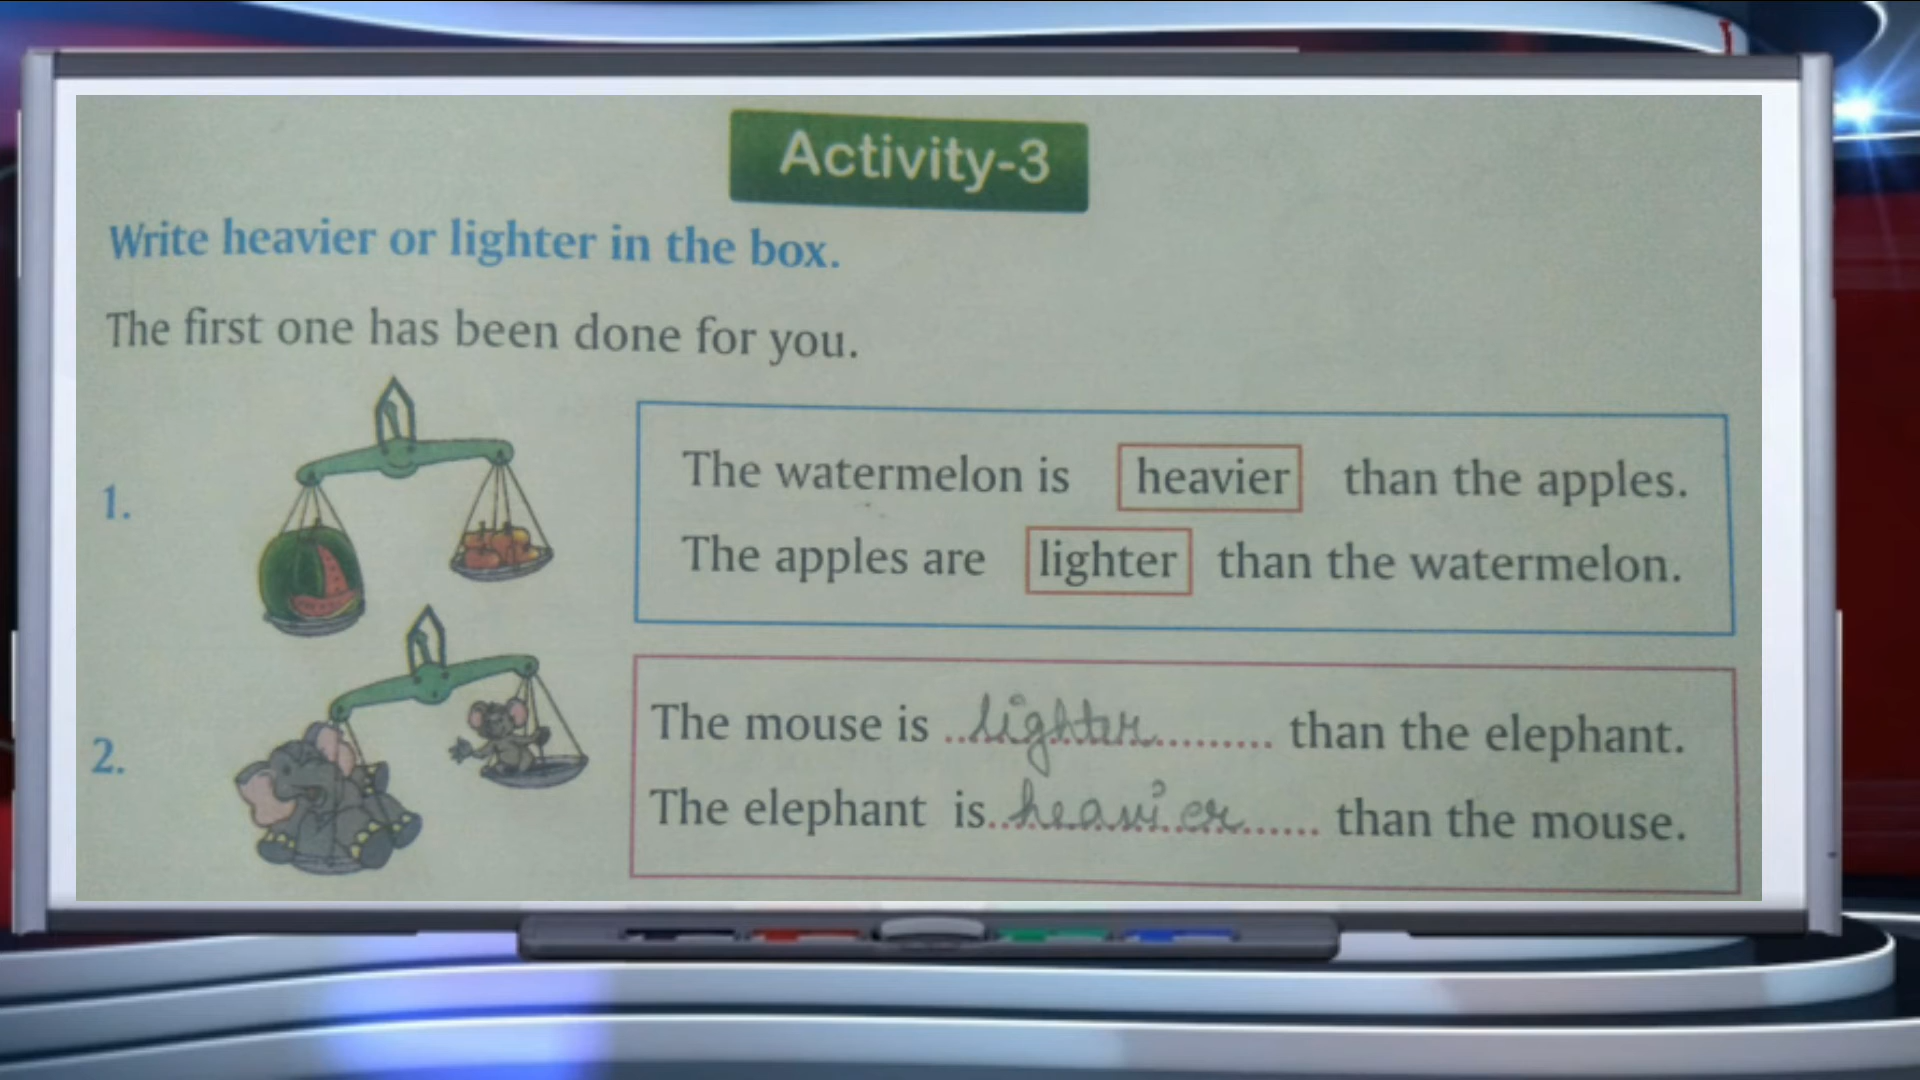 Activity-3
Write heavier or lighter in the box.
The first one has been done for you.
1.
The watermelon is heavier than the apples.
The apples are lighter than the watermelon.
2.
The mouse is ..lighter.......... than the elephant.
The elephant is..heavier...... than the mouse.